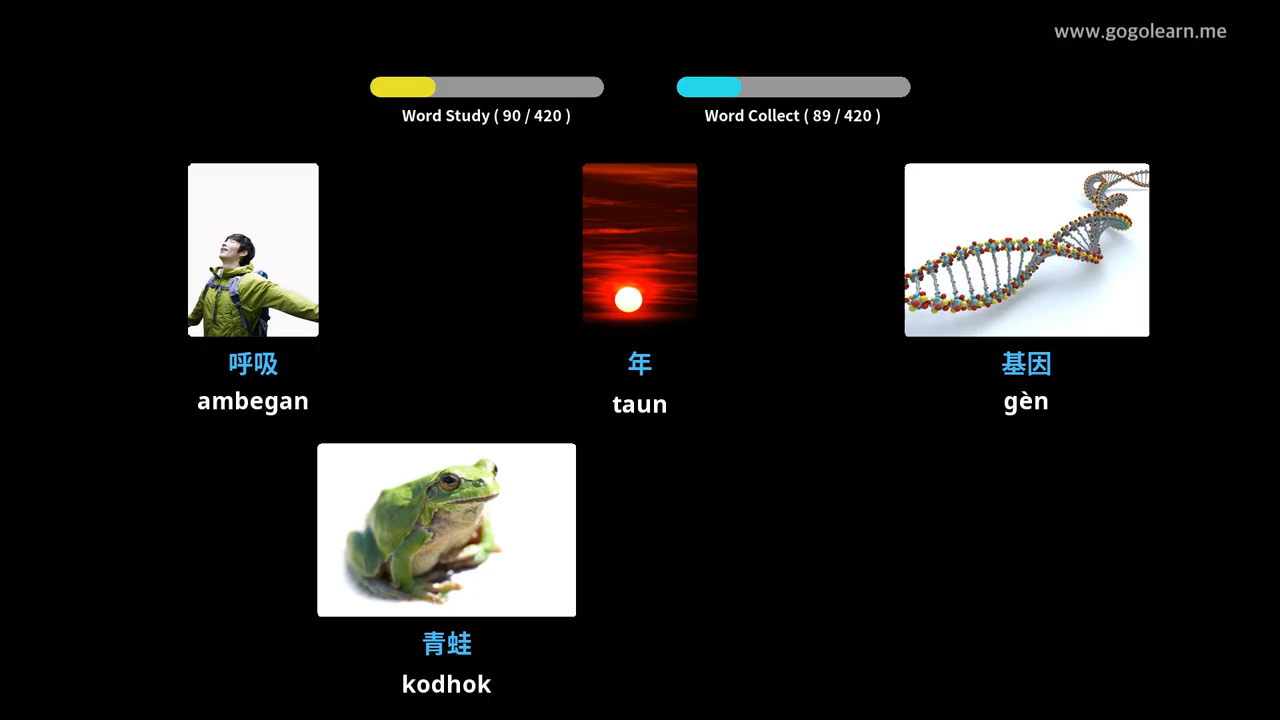 www.gogolearn.me
Word Study ( 90 / 420 )
Word Collect ( 89 / 420 )
呼吸
ambegan
年
taun
基因
gèn
青蛙
kodhok